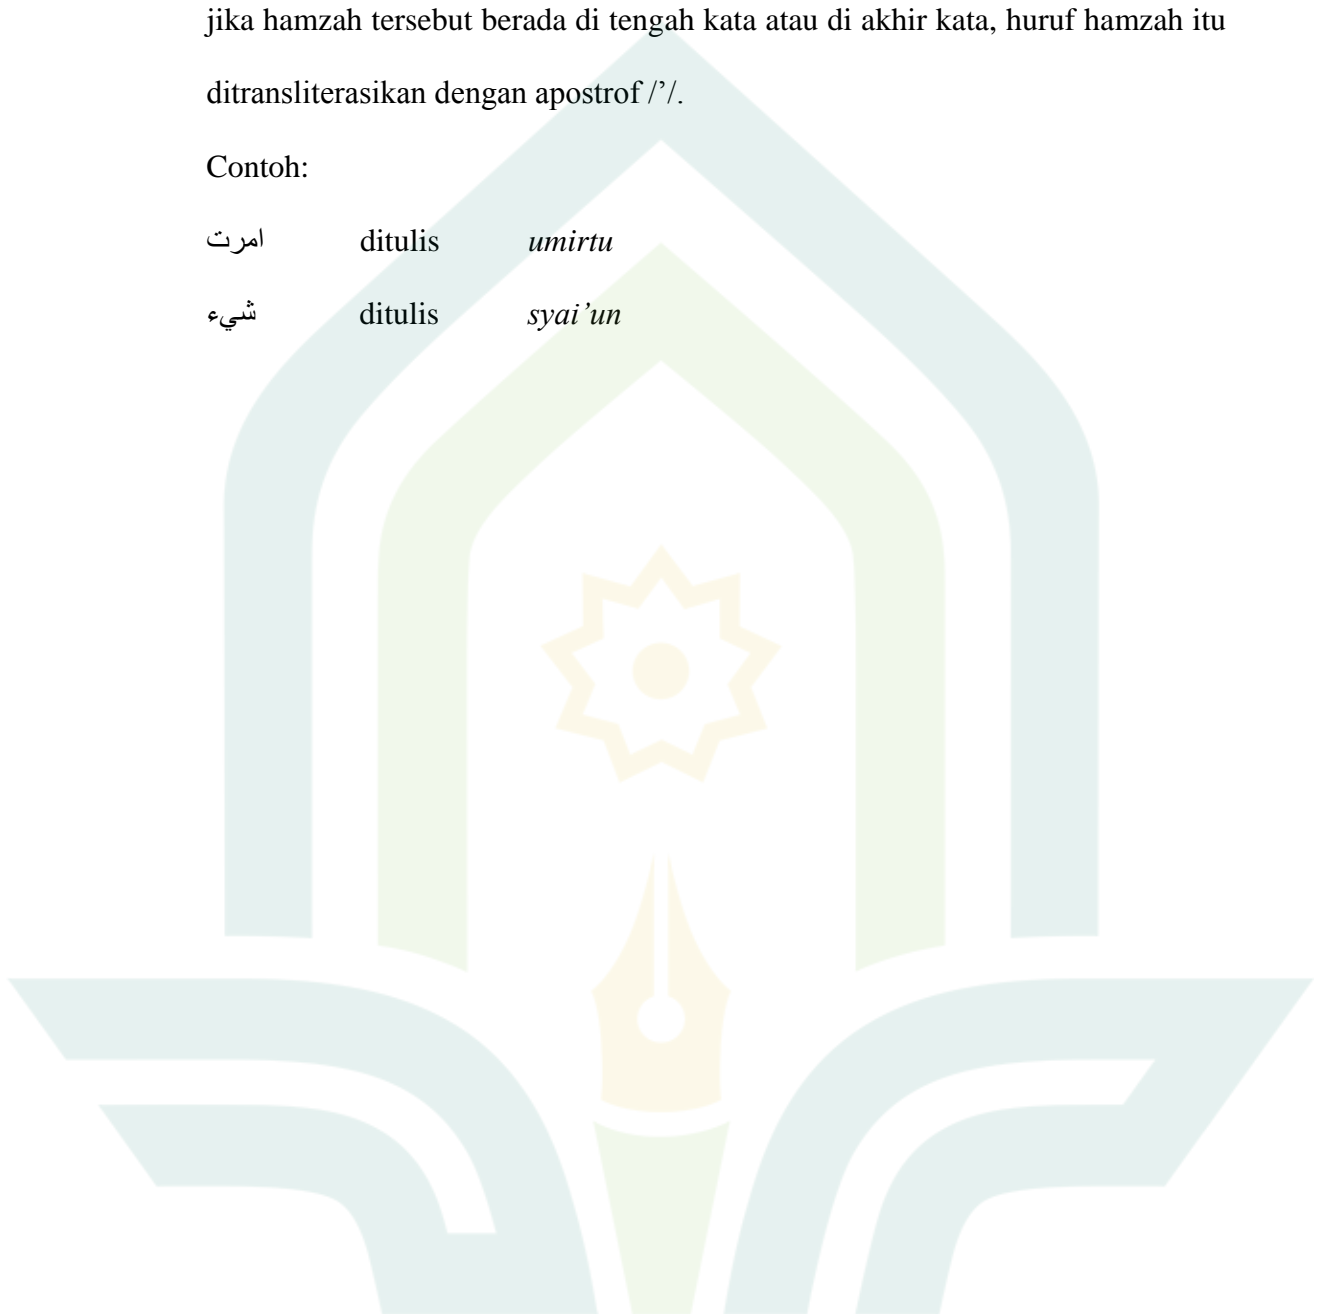 jika hamzah tersebut berada di tengah kata atau di akhir kata, huruf hamzah itu
ditransliterasikan dengan apostrof /’/.
Contoh:
امرت ditulis umirtu
شيء ditulis syai’un